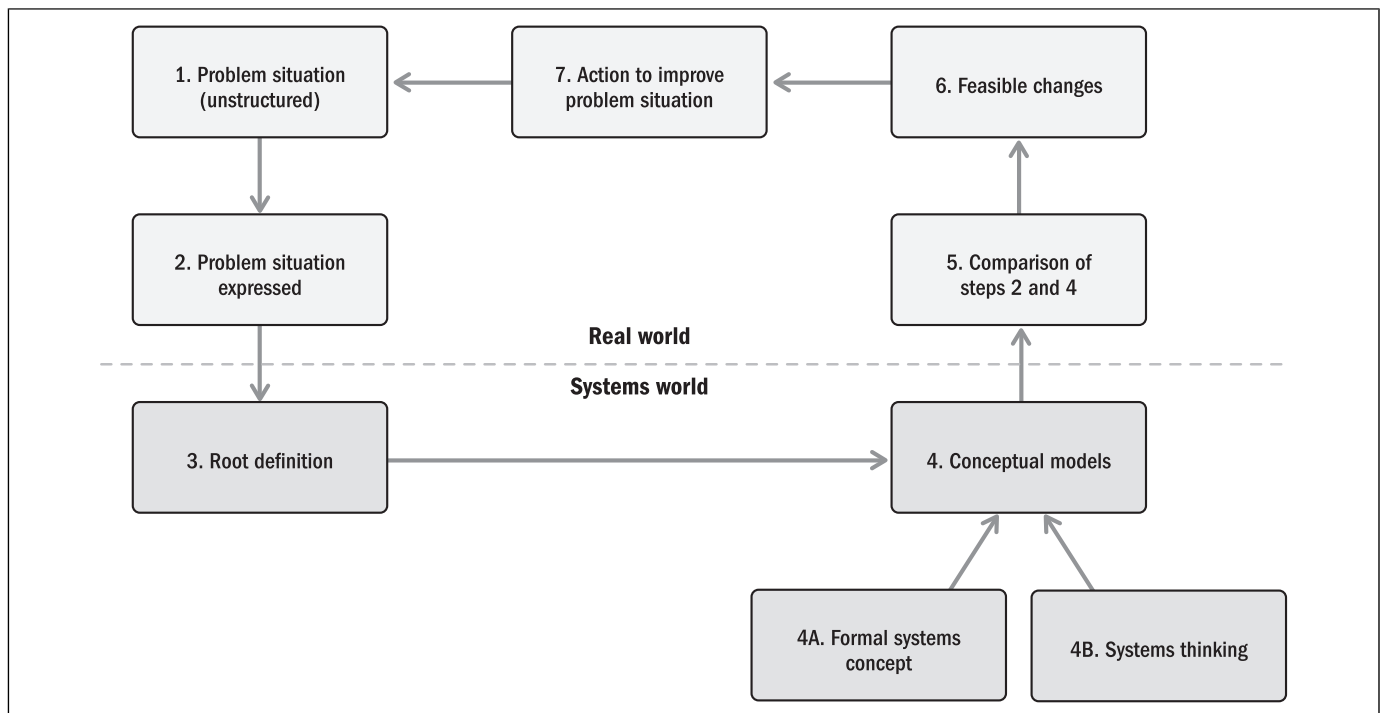 1. Problem situation
(unstructured)
7. Action to improve
problem situation
6. Feasible changes
2. Problem situation
expressed
5. Comparison of
steps 2 and 4
Real world
Systems world
3. Root definition
4. Conceptual models
4A. Formal systems
concept
4B. Systems thinking